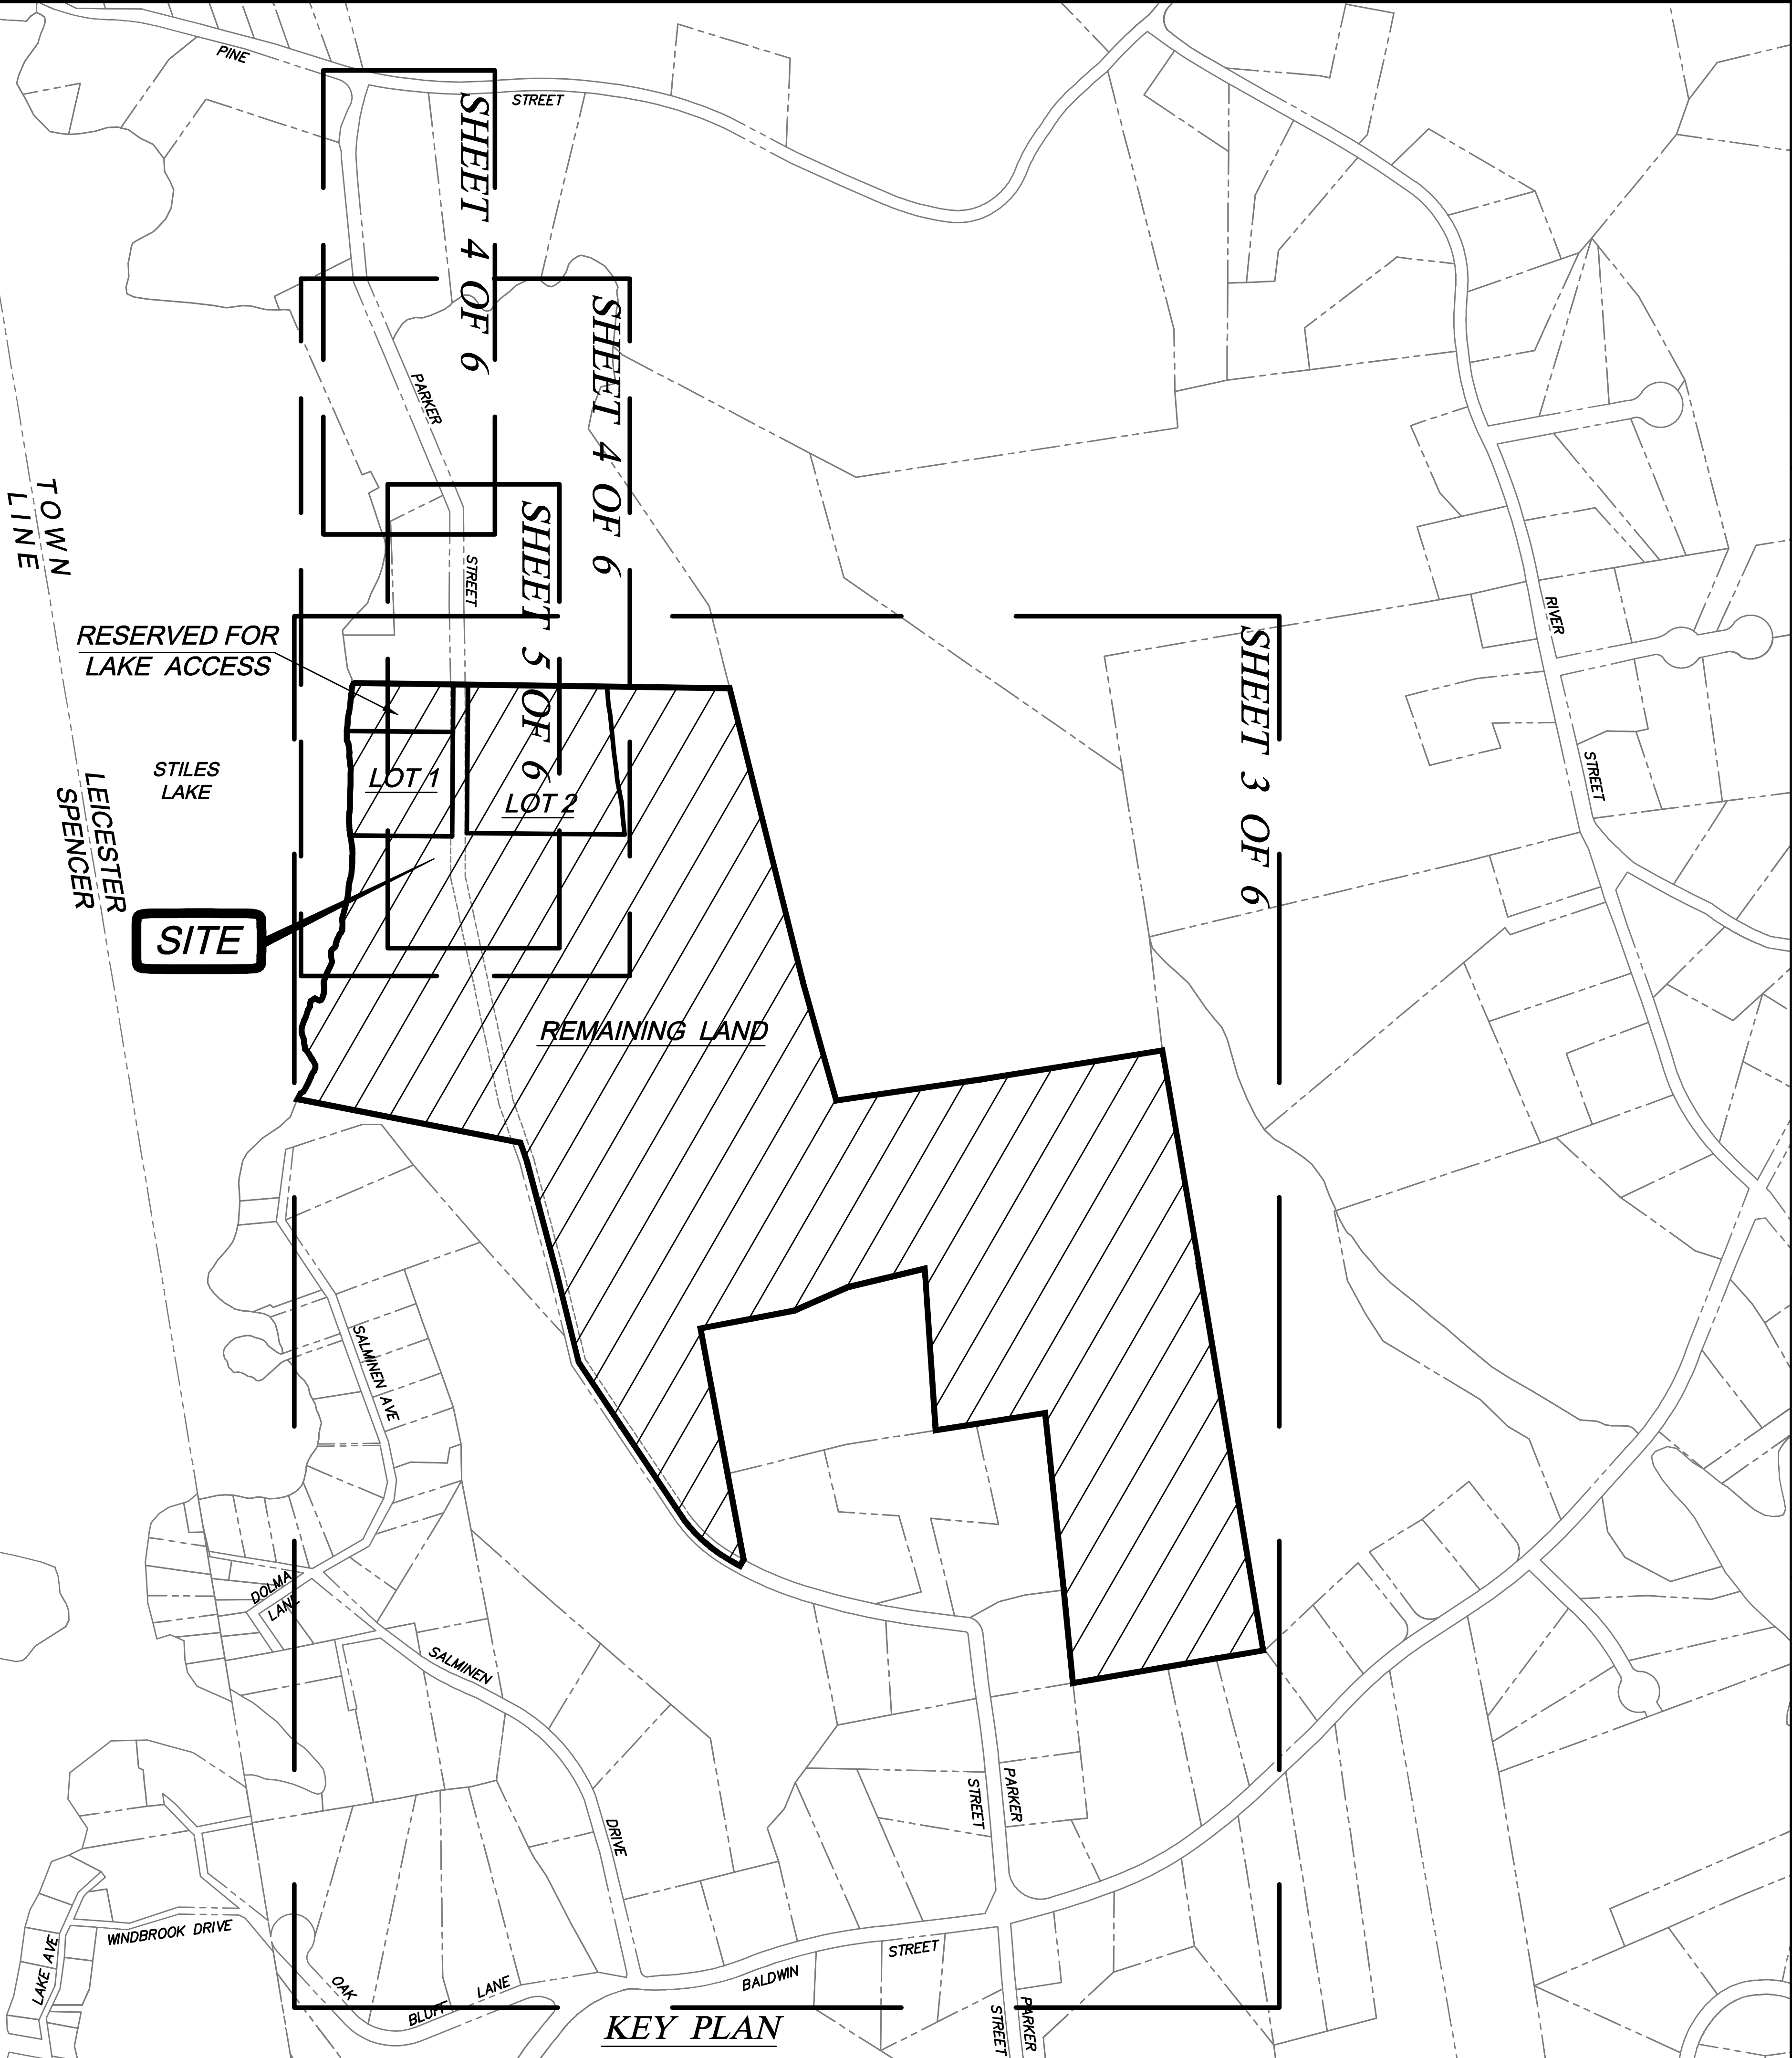 PINE
STREET
SHEET 4 OF 6
SHEET 4 OF 6
PARKER
STREET
TOWN
LINE
SHEET 5 OF 6
RIVER
STREET
RESERVED FOR
LAKE ACCESS
SHEET 3 OF 6
STILES
LAKE
LOT 1
LOT 2
LEICESTER
SPENCER
SITE
REMAINING LAND
SALMINEN AVE
DOLMA
LANE
SALMINEN
DRIVE
STREET
PARKER
WINDBROOK DRIVE
LAKE AVE
OAK
BLUFF
LANE
BALDWIN
STREET
STREET
PARKER
KEY PLAN